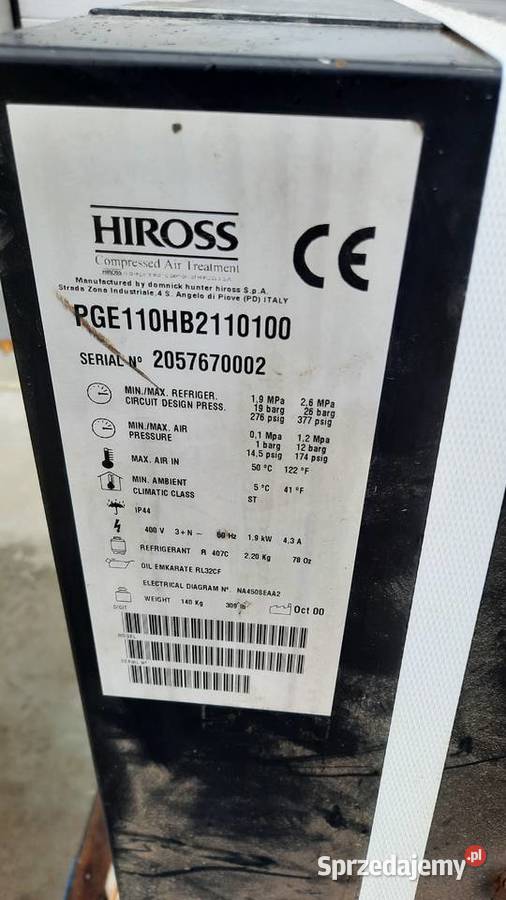 HIROSS
Compressed Air Treatment
HIROSS
Manufactured by domnick hunter hiross S.p.A.
Strada Zona Industriale,4 S. Angelo di Piove (PD) ITALY
PGE110HB2110100
SERIAL N° 2057670002
MIN./MAX. REFRIGER. 1,9 MPa 2,6 MPa
CIRCUIT DESIGN PRESS. 19 barg 26 barg
276 psig 377 psig
MIN./MAX. AIR 0,1 Mpa 1,2 Mpa
PRESSURE 1 barg 12 barg
14,5 psig 174 psig
MAX. AIR IN 50 °C 122 °F
MIN. AMBIENT 5 °C 41 °F
CLIMATIC CLASS ST
IP44
400 V 3+N~ Hz 1,9 kW 4,3 A
REFRIGERANT R 407C 2,20 Kg 78 Oz
OIL EMKARATE RL32CF
ELECTRICAL DIAGRAM N°. NA450SEAA2
WEIGHT 140 Kg 309 lb Oct 00
DIGIT
MODEL
SERIAL N°
CE
Sprzedajemy.pl